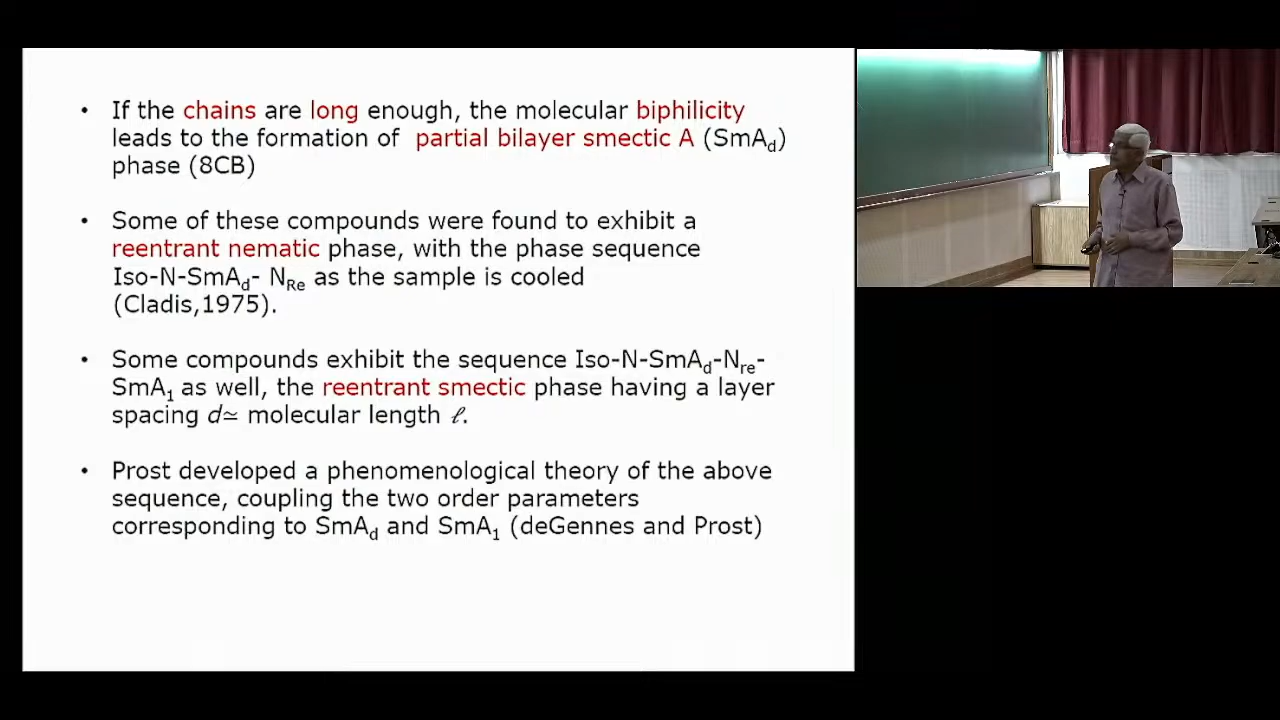 • If the chains are long enough, the molecular biphilicity
leads to the formation of partial bilayer smectic A (SmAd)
phase (8CB)
• Some of these compounds were found to exhibit a
reentrant nematic phase, with the phase sequence
Iso-N-SmAd- NRe as the sample is cooled
(Cladis,1975).
• Some compounds exhibit the sequence Iso-N-SmAd-Nre-
SmA1 as well, the reentrant smectic phase having a layer
spacing d≃ molecular length ℓ.
• Prost developed a phenomenological theory of the above
sequence, coupling the two order parameters
corresponding to SmAd and SmA1 (deGennes and Prost)